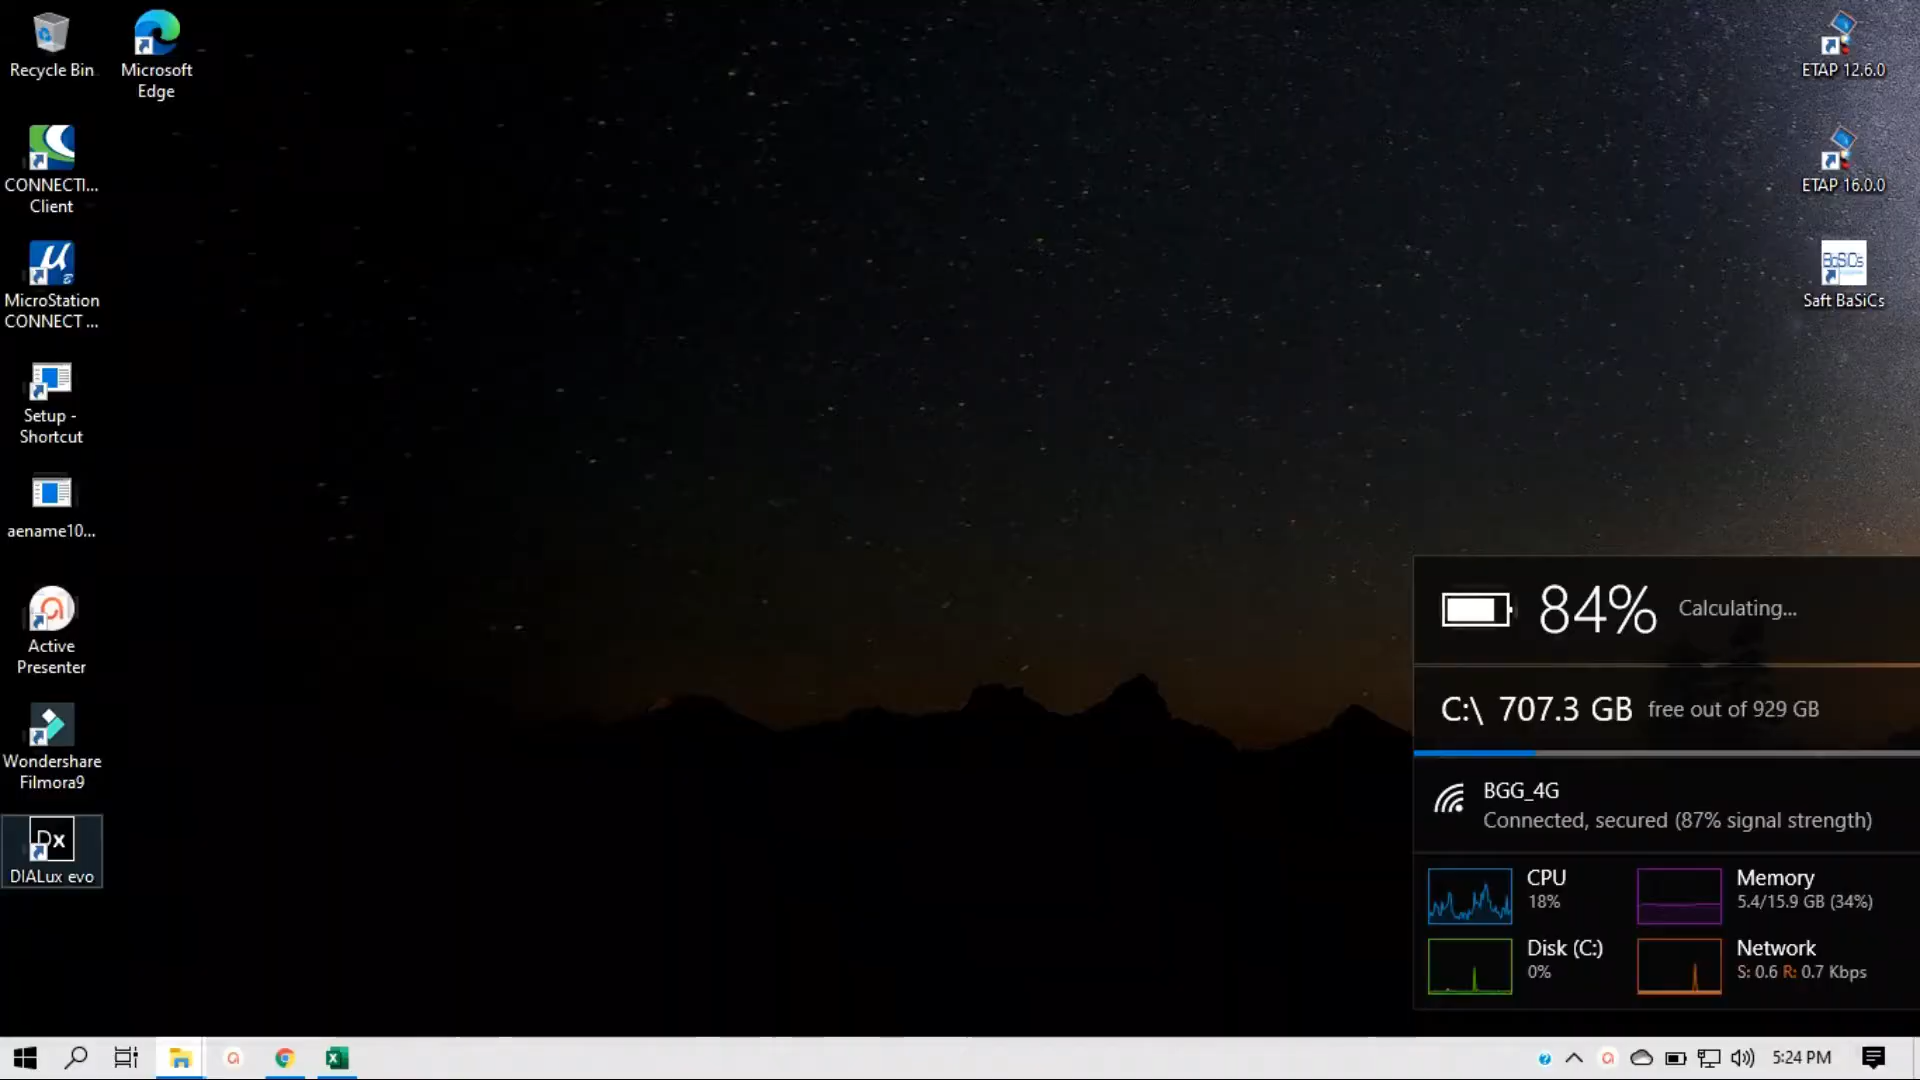 Recycle Bin
Microsoft
Edge
CONNECTI...
Client
MicroStation
CONNECT ...
Setup -
Shortcut
aename10...
Active
Presenter
Wondershare
Filmora9
Dx
DIALux evo
ETAP 12.6.0
ETAP 16.0.0
BaSiCs
Saft BaSiCs
84% Calculating...
C:\ 707.3 GB free out of 929 GB
BGG_4G
Connected, secured (87% signal strength)
CPU
18%
Memory
5.4/15.9 GB (34%)
Disk (C:)
0%
Network
S: 0.6 R: 0.7 Kbps
5:24 PM